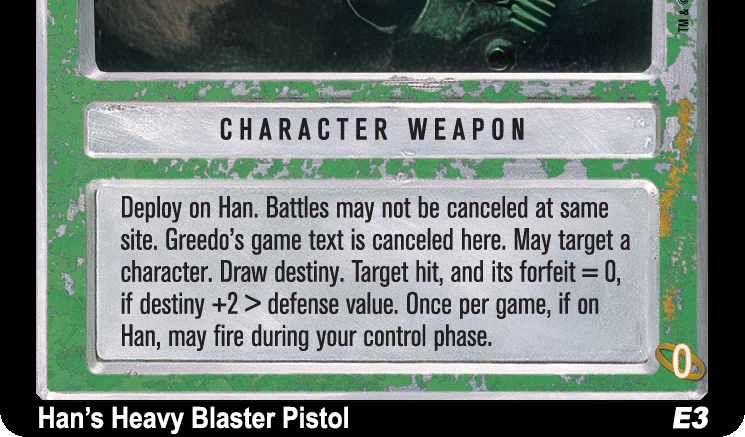 TM & ©
CHARACTER WEAPON
Deploy on Han. Battles may not be canceled at same
site. Greedo's game text is canceled here. May target a
character. Draw destiny. Target hit, and its forfeit = 0,
if destiny +2 > defense value. Once per game, if on
Han, may fire during your control phase.
0
Han's Heavy Blaster Pistol
E3